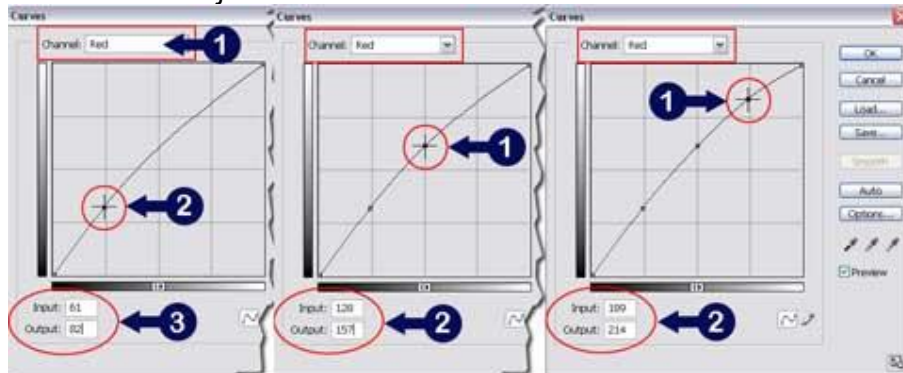 Curves
Channel: Red
1
2
Input: 61
Output: 82
3
Curves
Channel: Red
1
Input: 128
Output: 157
2
Curves
Channel: Red
1
Input: 189
Output: 214
2
OK
Cancel
Load...
Save...
Smooth
Auto
Options...
Preview